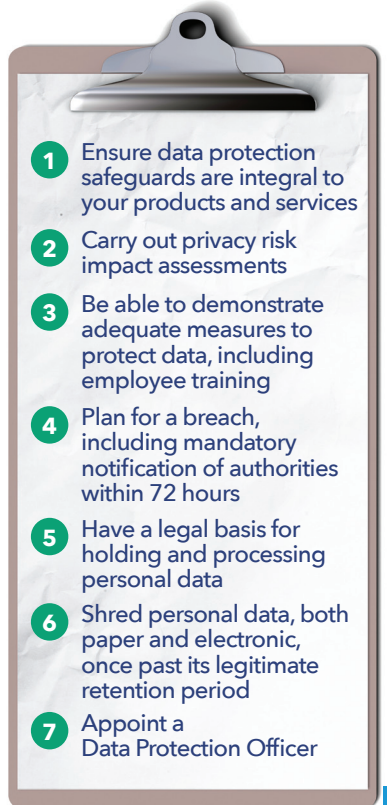 1 Ensure data protection
safeguards are integral to
your products and services
2 Carry out privacy risk
impact assessments
3 Be able to demonstrate
adequate measures to
protect data, including
employee training
4 Plan for a breach,
including mandatory
notification of authorities
within 72 hours
5 Have a legal basis for
holding and processing
personal data
6 Shred personal data, both
paper and electronic,
once past its legitimate
retention period
7 Appoint a
Data Protection Officer